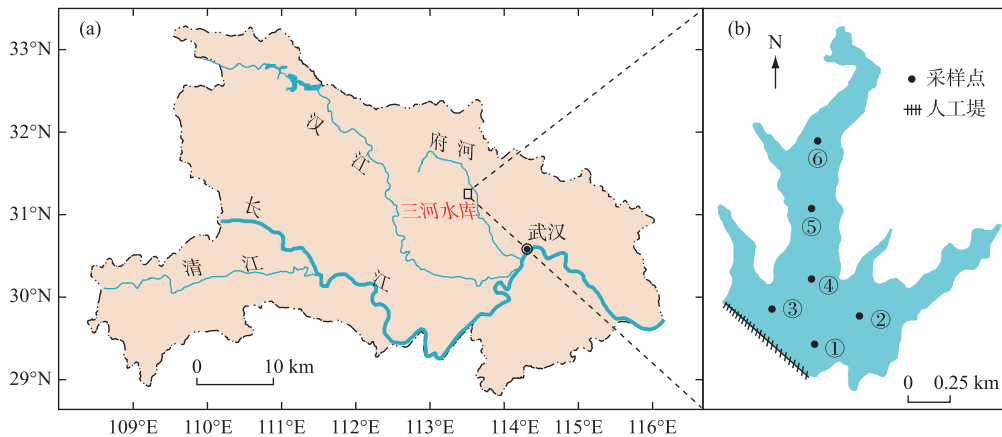 (a)
33°N
32°N
31°N
30°N
29°N
109°E
110°E
111°E
112°E
113°E
114°E
115°E
116°E
汉江
府河
三河水库
长江
清江
武汉
0 10 km
(b)
N
采样点
人工堤
⑥
⑤
④
③
②
①
0 0.25 km